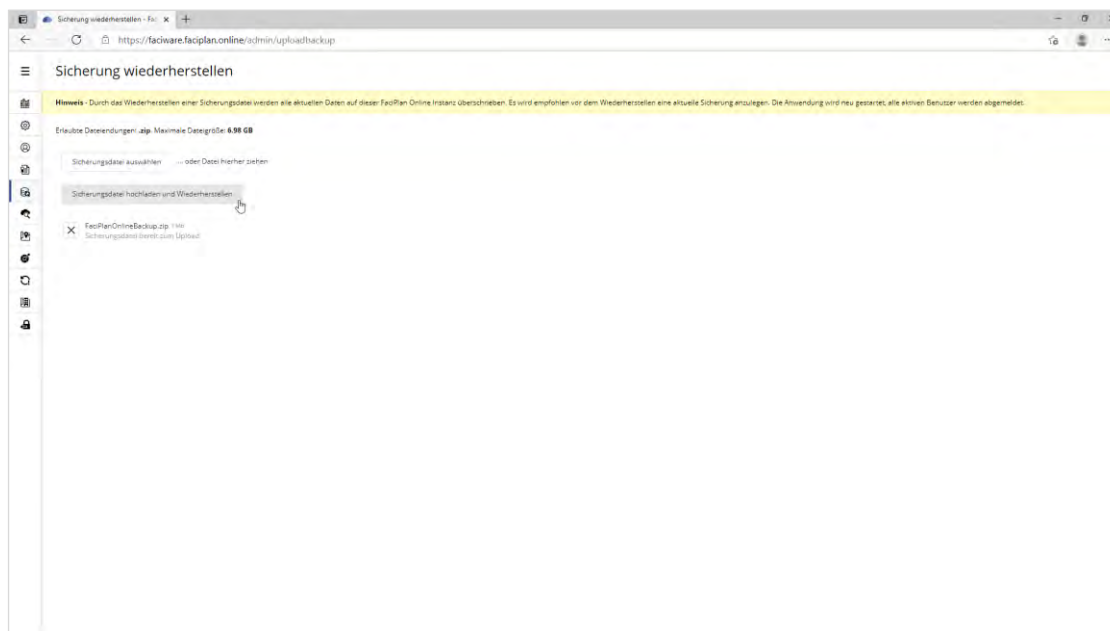 Sicherung wiederherstellen - Fac
https://faciware.faciplan.online/admin/uploadbackup
Sicherung wiederherstellen
Hinweis - Durch das Wiederherstellen einer Sicherungsdatei werden alle aktuellen Daten auf dieser FaciPlan Online Instanz überschrieben. Es wird empfohlen vor dem Wiederherstellen eine aktuelle Sicherung anzulegen. Die Anwendung wird neu gestartet, alle aktiven Benutzer werden abgemeldet.
Erlaubte Dateiendungen: .zip. Maximale Dateigröße: 6.98 GB
Sicherungsdatei auswählen ... oder Datei hierher ziehen
Sicherungsdatei hochladen und Wiederherstellen
FaciPlanOnlineBackup.zip
Sicherungsdatei bereit zum Upload